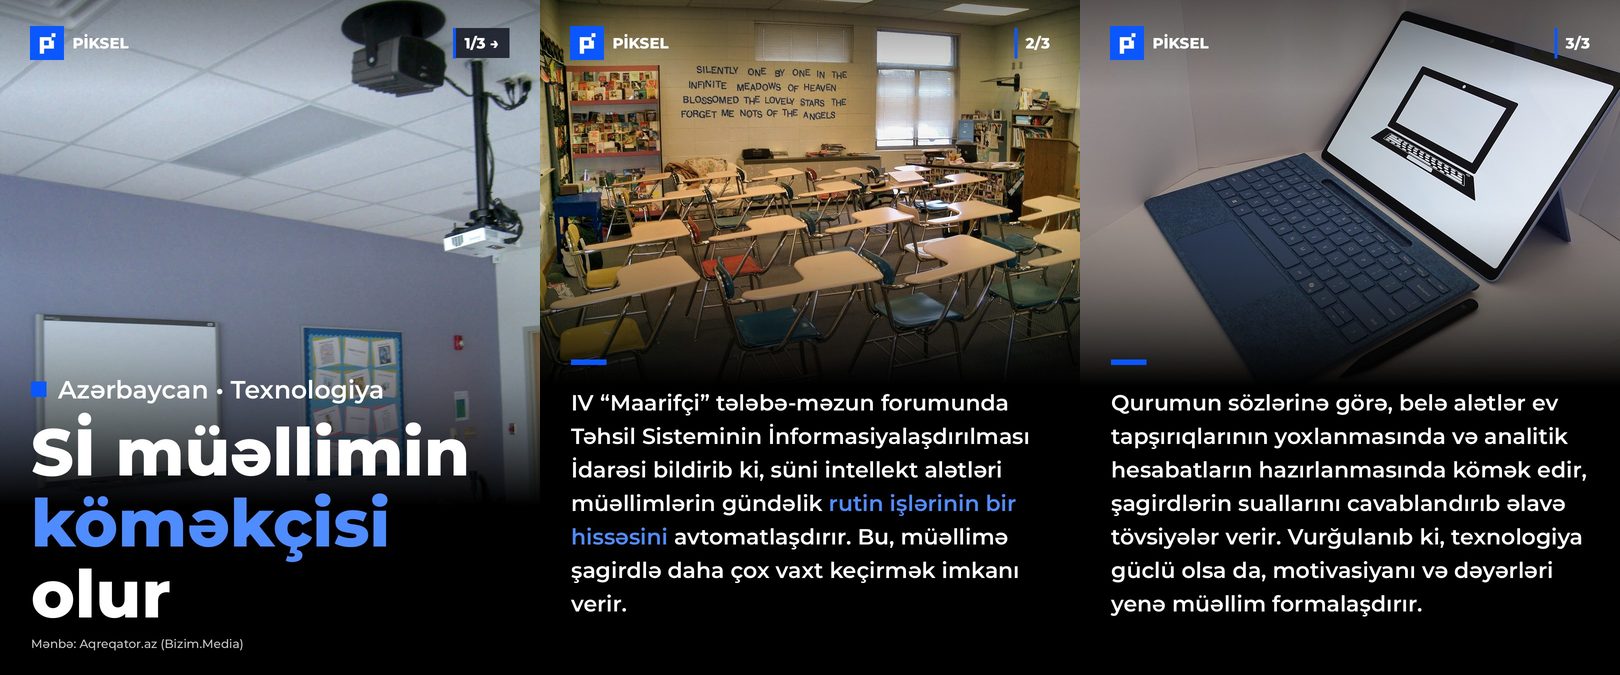 PİKSEL
1/3 →
Azərbaycan • Texnologiya
Sİ müəllimin
köməkçisi
olur
Mənbə: Aqreqator.az (Bizim.Media)
PİKSEL
2/3
SILENTLY ONE BY ONE IN THE
INFINITE MEADOWS OF HEAVEN
BLOSSOMED THE LOVELY STARS THE
FORGET ME NOTS OF THE ANGELS
IV “Maarifçi” tələbə-məzun forumunda
Təhsil Sisteminin İnformasiyalaşdırılması
İdarəsi bildirib ki, süni intellekt alətləri
müəllimlərin gündəlik rutin işlərinin bir
hissəsini avtomatlaşdırır. Bu, müəllimə
şagirdlə daha çox vaxt keçirmək imkanı
verir.
PİKSEL
3/3
Qurumun sözlərinə görə, belə alətlər ev
tapşırıqlarının yoxlanmasında və analitik
hesabatların hazırlanmasında kömək edir,
şagirdlərin suallarını cavablandırıb əlavə
tövsiyələr verir. Vurğulanıb ki, texnologiya
güclü olsa da, motivasiyanı və dəyərləri
yenə müəllim formalaşdırır.